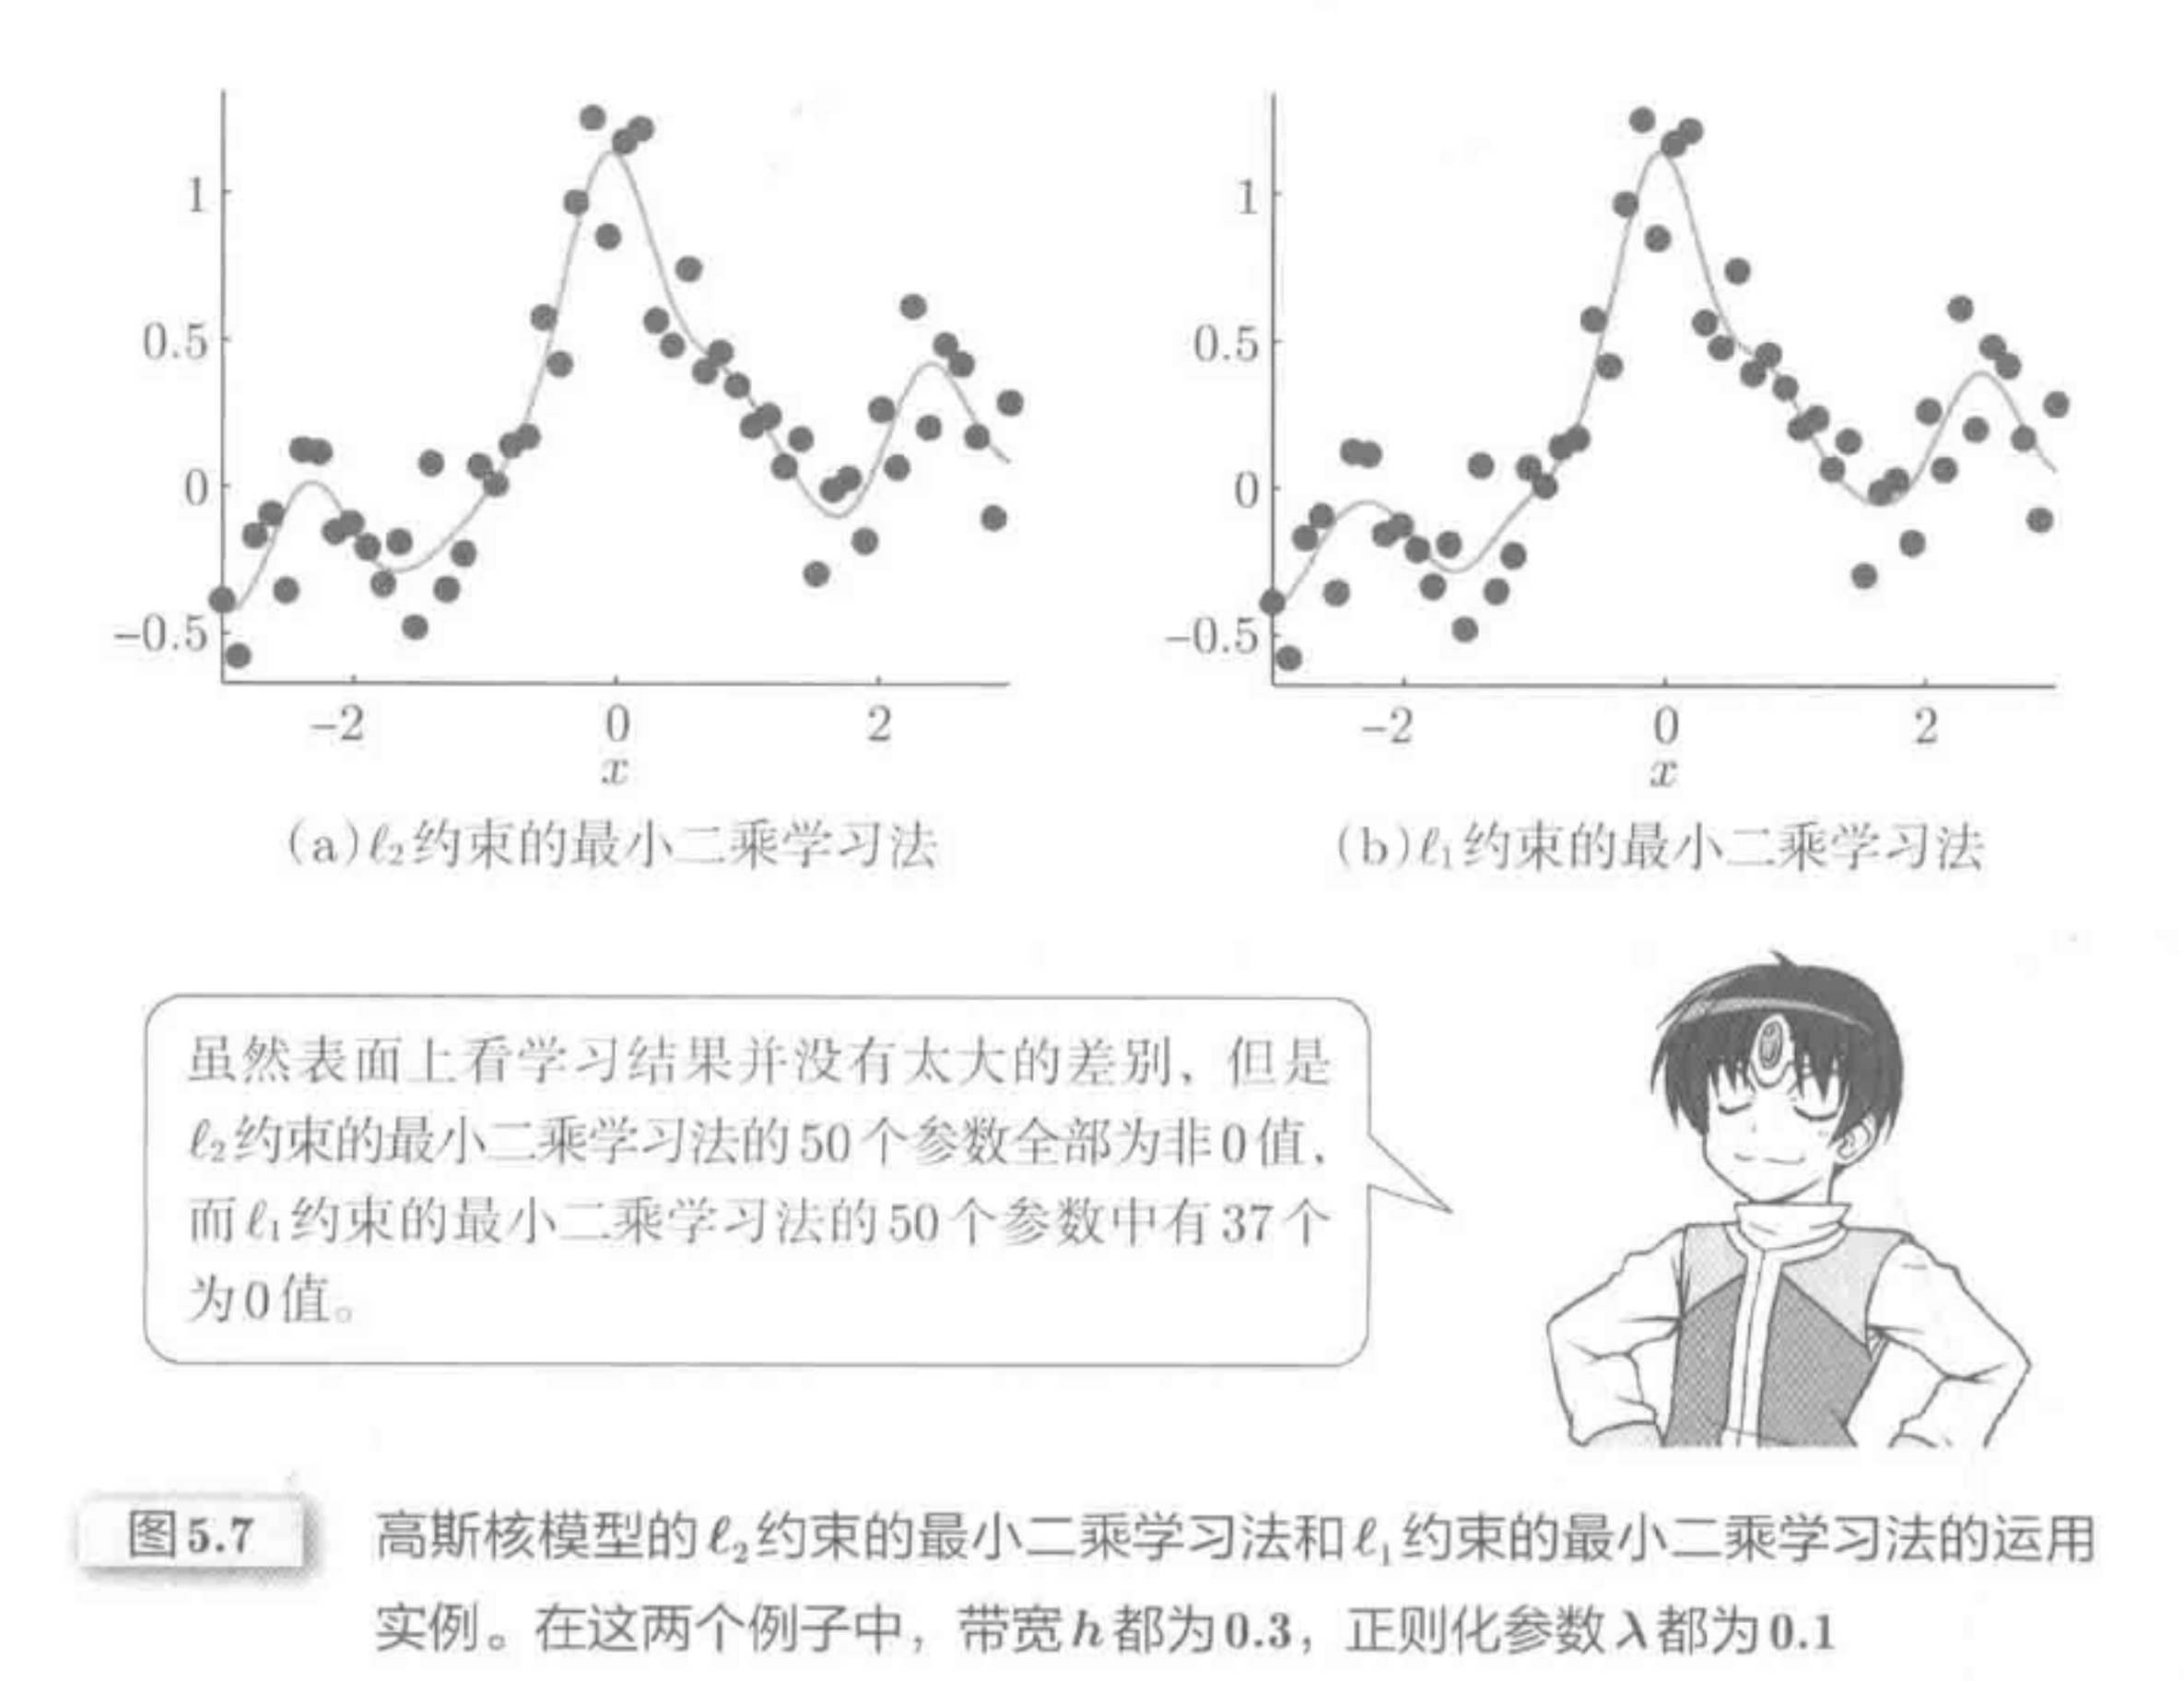 1
0.5
0
−0.5
−2 0 2
x
(a)ℓ₂约束的最小二乘学习法
1
0.5
0
−0.5
−2 0 2
x
(b)ℓ₁约束的最小二乘学习法
虽然表面上看学习结果并没有太大的差别，但是
ℓ₂约束的最小二乘学习法的50个参数全部为非0值，
而ℓ₁约束的最小二乘学习法的50个参数中有37个
为0值。
图5.7 高斯核模型的ℓ₂约束的最小二乘学习法和ℓ₁约束的最小二乘学习法的运用
实例。在这两个例子中，带宽h都为0.3，正则化参数λ都为0.1